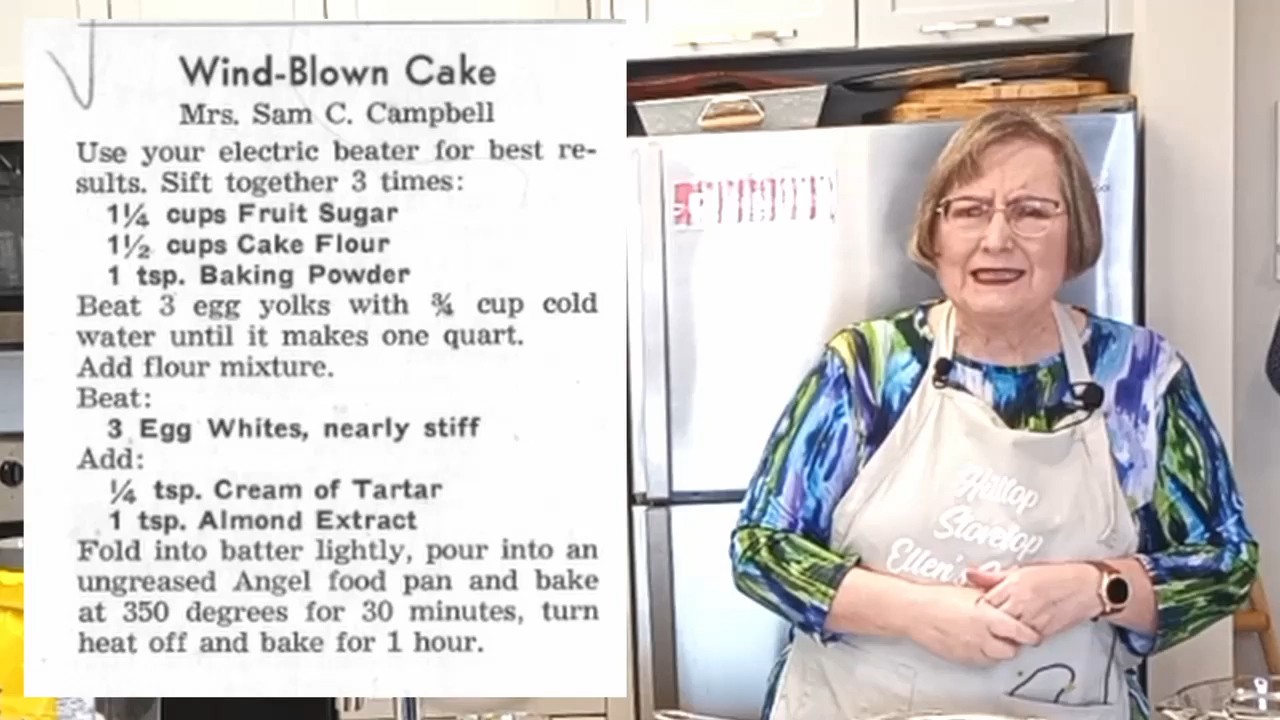 Wind-Blown Cake
Mrs. Sam C. Campbell
Use your electric beater for best re-
sults. Sift together 3 times:
1¼ cups Fruit Sugar
1½ cups Cake Flour
1 tsp. Baking Powder
Beat 3 egg yolks with ¾ cup cold
water until it makes one quart.
Add flour mixture.
Beat:
3 Egg Whites, nearly stiff
Add:
¼ tsp. Cream of Tartar
1 tsp. Almond Extract
Fold into batter lightly, pour into an
ungreased Angel food pan and bake
at 350 degrees for 30 minutes, turn
heat off and bake for 1 hour.
Hilltop
Stovetop
Ellen's